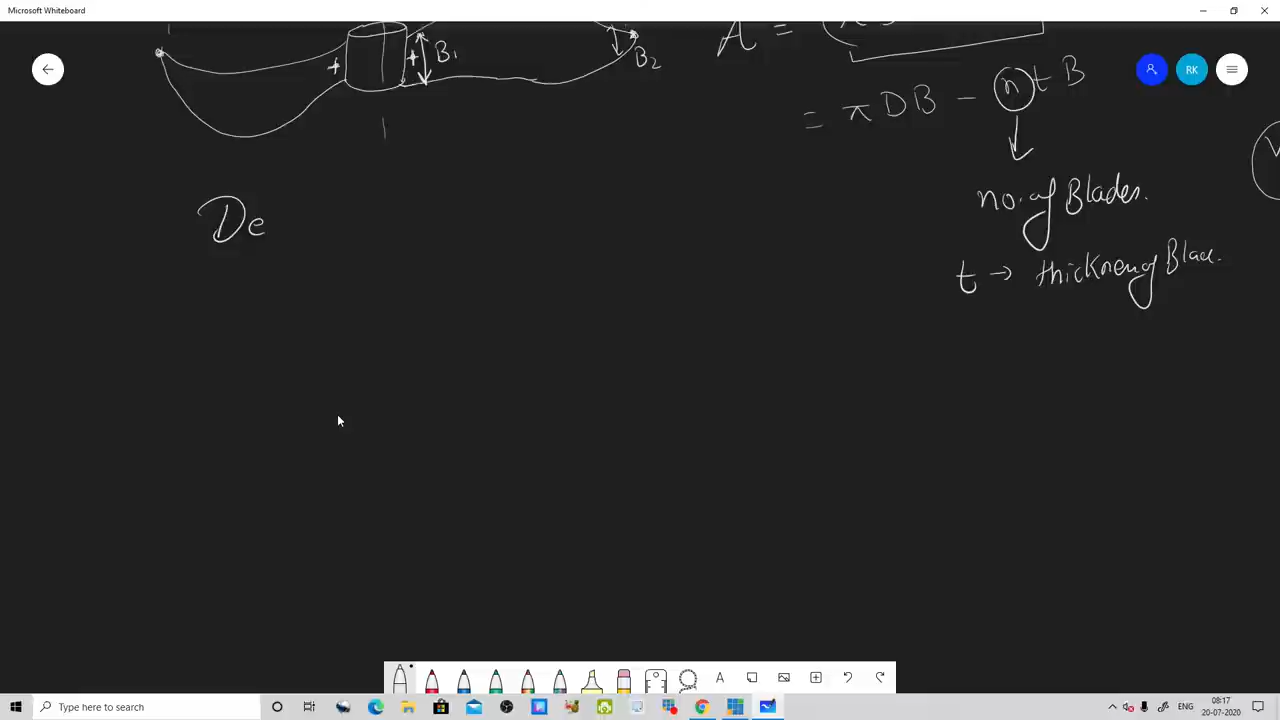 Microsoft Whiteboard
B₁
B₂
A =
= πDB - n t B
RK
no. of Blades.
De
t → thickness of Blade.
Type here to search
ENG
08:17
20-07-2020